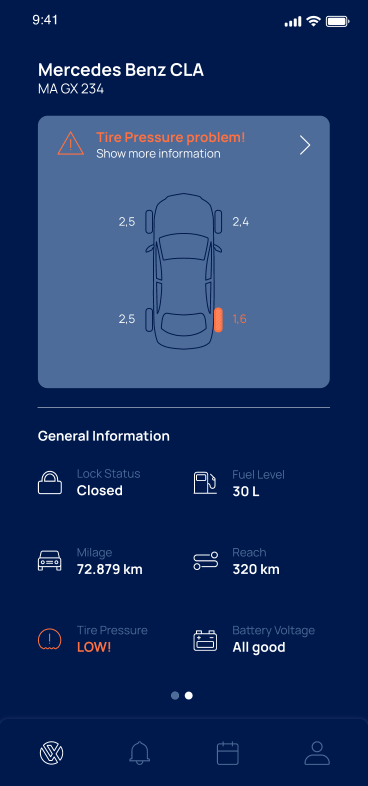 9:41
Mercedes Benz CLA
MA GX 234
Tire Pressure problem!
Show more information
2,5
2,4
2,5
1,6
General Information
Lock Status
Closed
Fuel Level
30 L
Milage
72.879 km
Reach
320 km
Tire Pressure
LOW!
Battery Voltage
All good